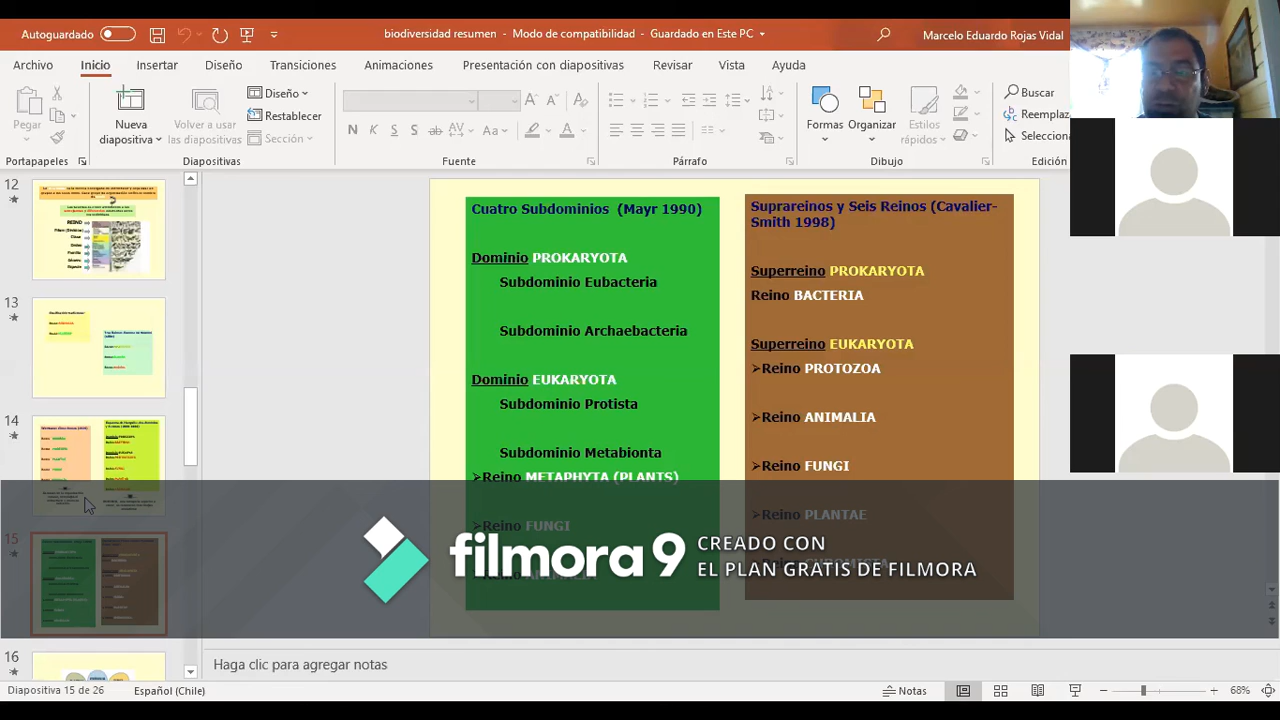 Autoguardado
biodiversidad resumen - Modo de compatibilidad - Guardado en Este PC
Marcelo Eduardo Rojas Vidal
Archivo Inicio Insertar Diseño Transiciones Animaciones Presentación con diapositivas Revisar Vista Ayuda
Pegar
Nueva diapositiva
Volver a usar las diapositivas
Diseño
Restablecer
Sección
Formas
Organizar
Estilos rápidos
Buscar
Reemplaz
Selecciona
Portapapeles
Diapositivas
Fuente
Párrafo
Dibujo
Edición
12
REINO
13
14
15
16
Cuatro Subdominios (Mayr 1990)
Dominio PROKARYOTA
Subdominio Eubacteria
Subdominio Archaebacteria
Dominio EUKARYOTA
Subdominio Protista
Subdominio Metabionta
➢Reino METAPHYTA (PLANTS)
➢Reino FUNGI
Suprareinos y Seis Reinos (Cavalier-
Smith 1998)
Superreino PROKARYOTA
Reino BACTERIA
Superreino EUKARYOTA
➢Reino PROTOZOA
➢Reino ANIMALIA
➢Reino FUNGI
➢Reino PLANTAE
filmora 9
CREADO CON
EL PLAN GRATIS DE FILMORA
Haga clic para agregar notas
Diapositiva 15 de 26
Español (Chile)
Notas
68%